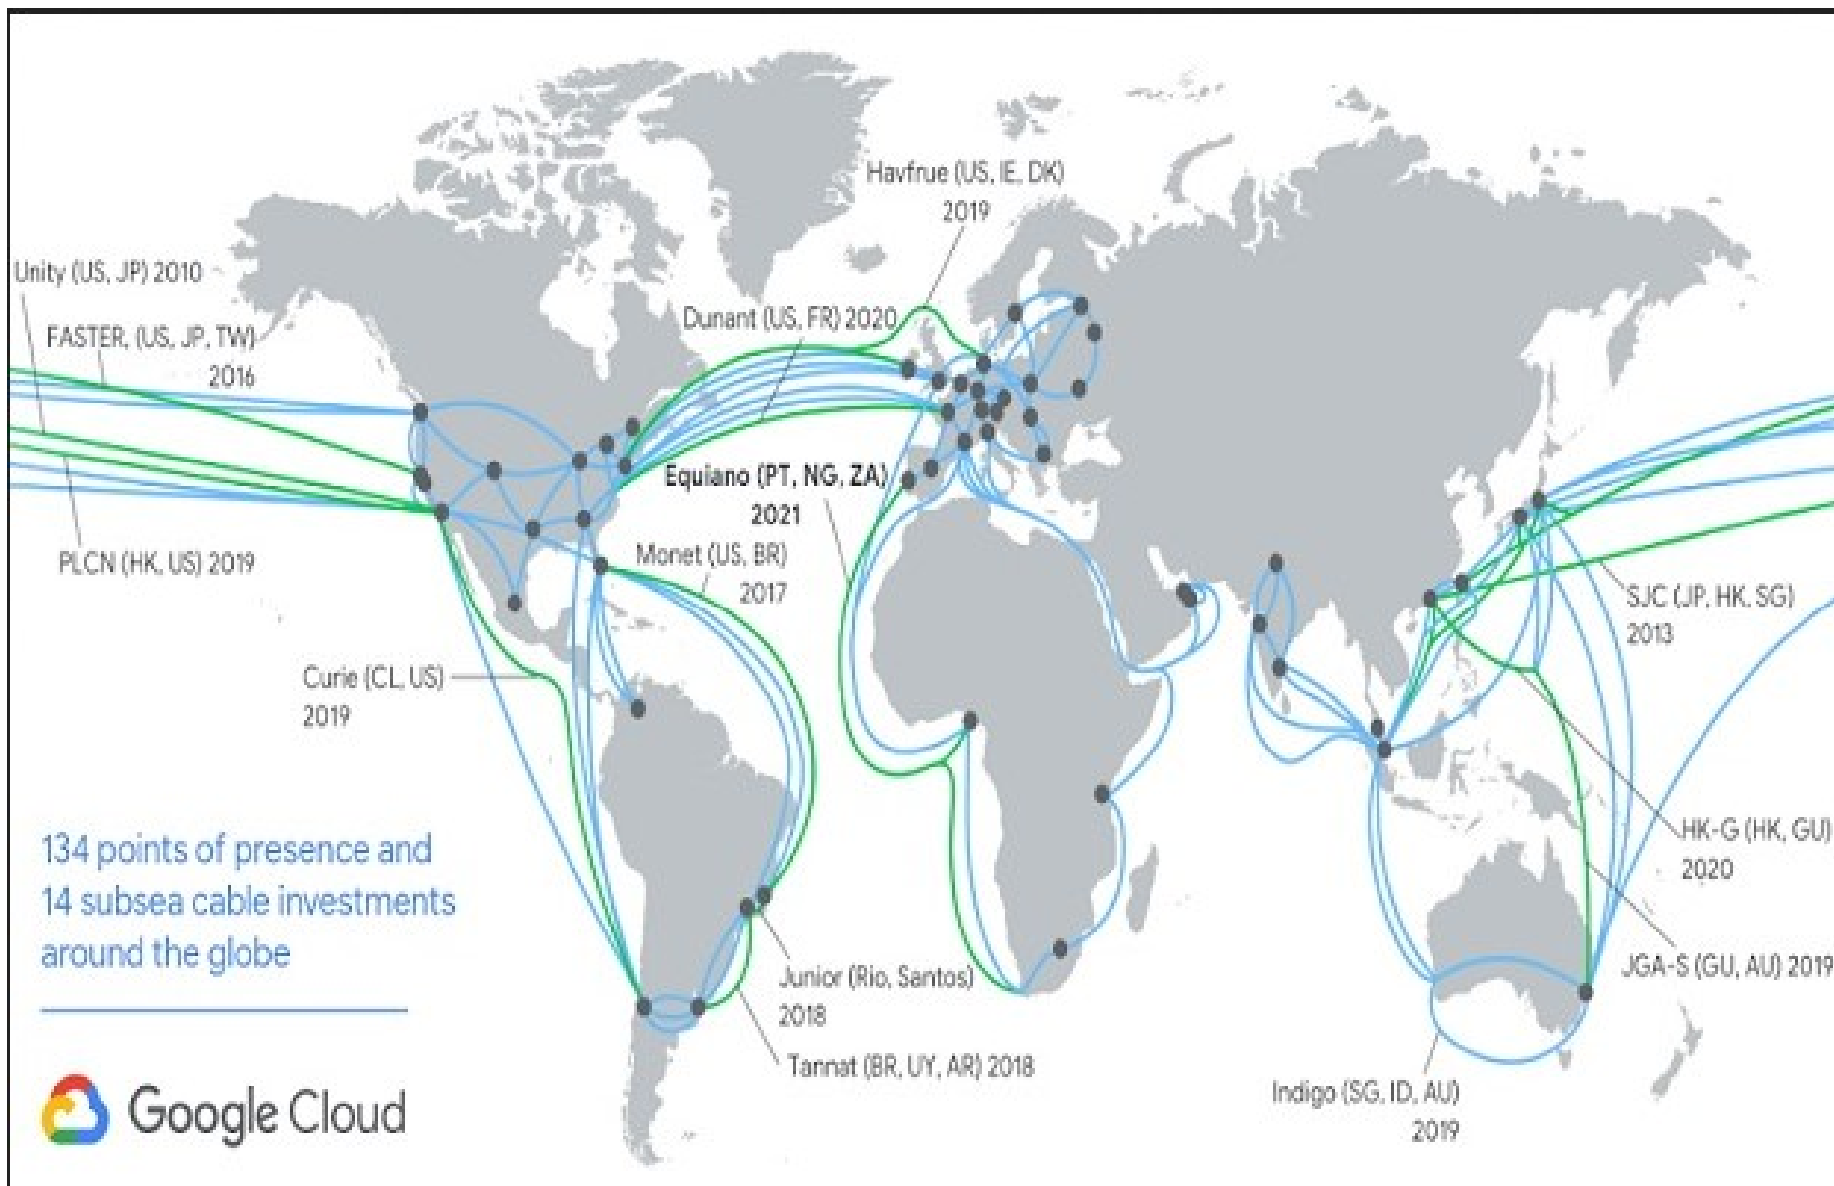 Havfrue (US, IE, DK)
2019
Unity (US, JP) 2010
Dunant (US, FR) 2020
FASTER, (US, JP, TW)
2016
Equiano (PT, NG, ZA)
2021
PLCN (HK, US) 2019
Monet (US, BR)
2017
SJC (JP, HK, SG)
2013
Curie (CL, US)
2019
HK-G (HK, GU)
2020
134 points of presence and
14 subsea cable investments
around the globe
JGA-S (GU, AU) 2019
Junior (Rio, Santos)
2018
Tannat (BR, UY, AR) 2018
Indigo (SG, ID, AU)
2019
Google Cloud